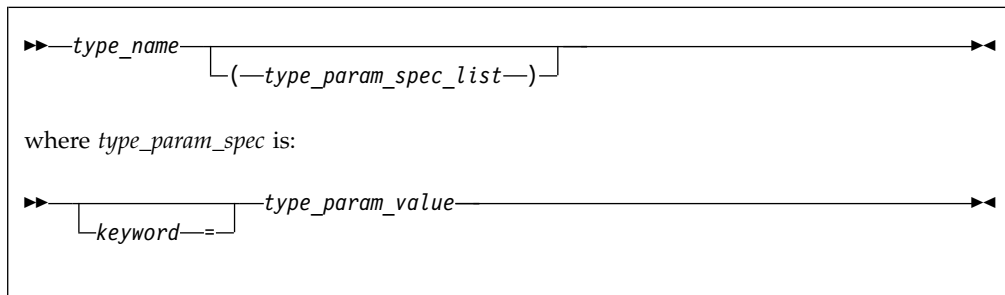 type_name
( type_param_spec_list )
where type_param_spec is:
type_param_value
keyword =